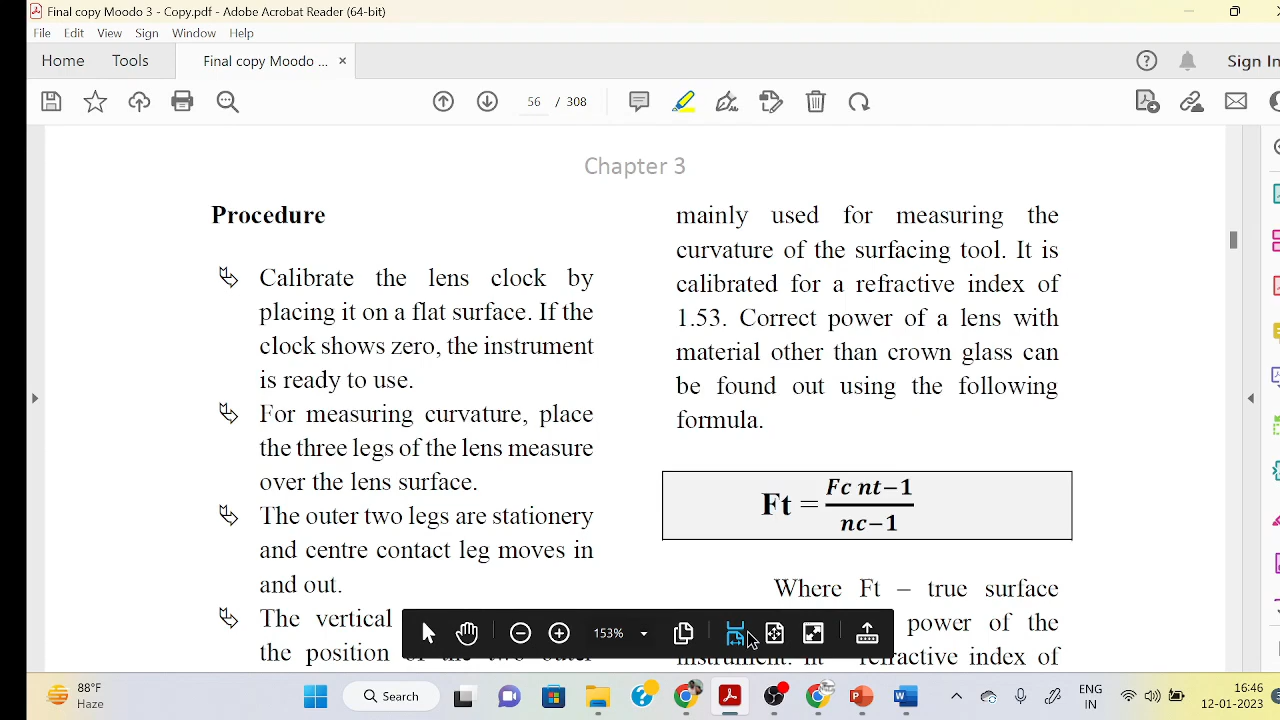 Final copy Moodo 3 - Copy.pdf - Adobe Acrobat Reader (64-bit)
File Edit View Sign Window Help
Home Tools Final copy Moodo ... × Sign In
56 / 308
Chapter 3
Procedure
Calibrate the lens clock by
placing it on a flat surface. If the
clock shows zero, the instrument
is ready to use.
For measuring curvature, place
the three legs of the lens measure
over the lens surface.
The outer two legs are stationery
and centre contact leg moves in
and out.
The vertical
the position of the two outer
mainly used for measuring the
curvature of the surfacing tool. It is
calibrated for a refractive index of
1.53. Correct power of a lens with
material other than crown glass can
be found out using the following
formula.
Ft = Fc nt−1
nc−1
Where Ft – true surface
power of the
refractive index of
153%
88°F
Haze
Search
ENG
IN
16:46
12-01-2023